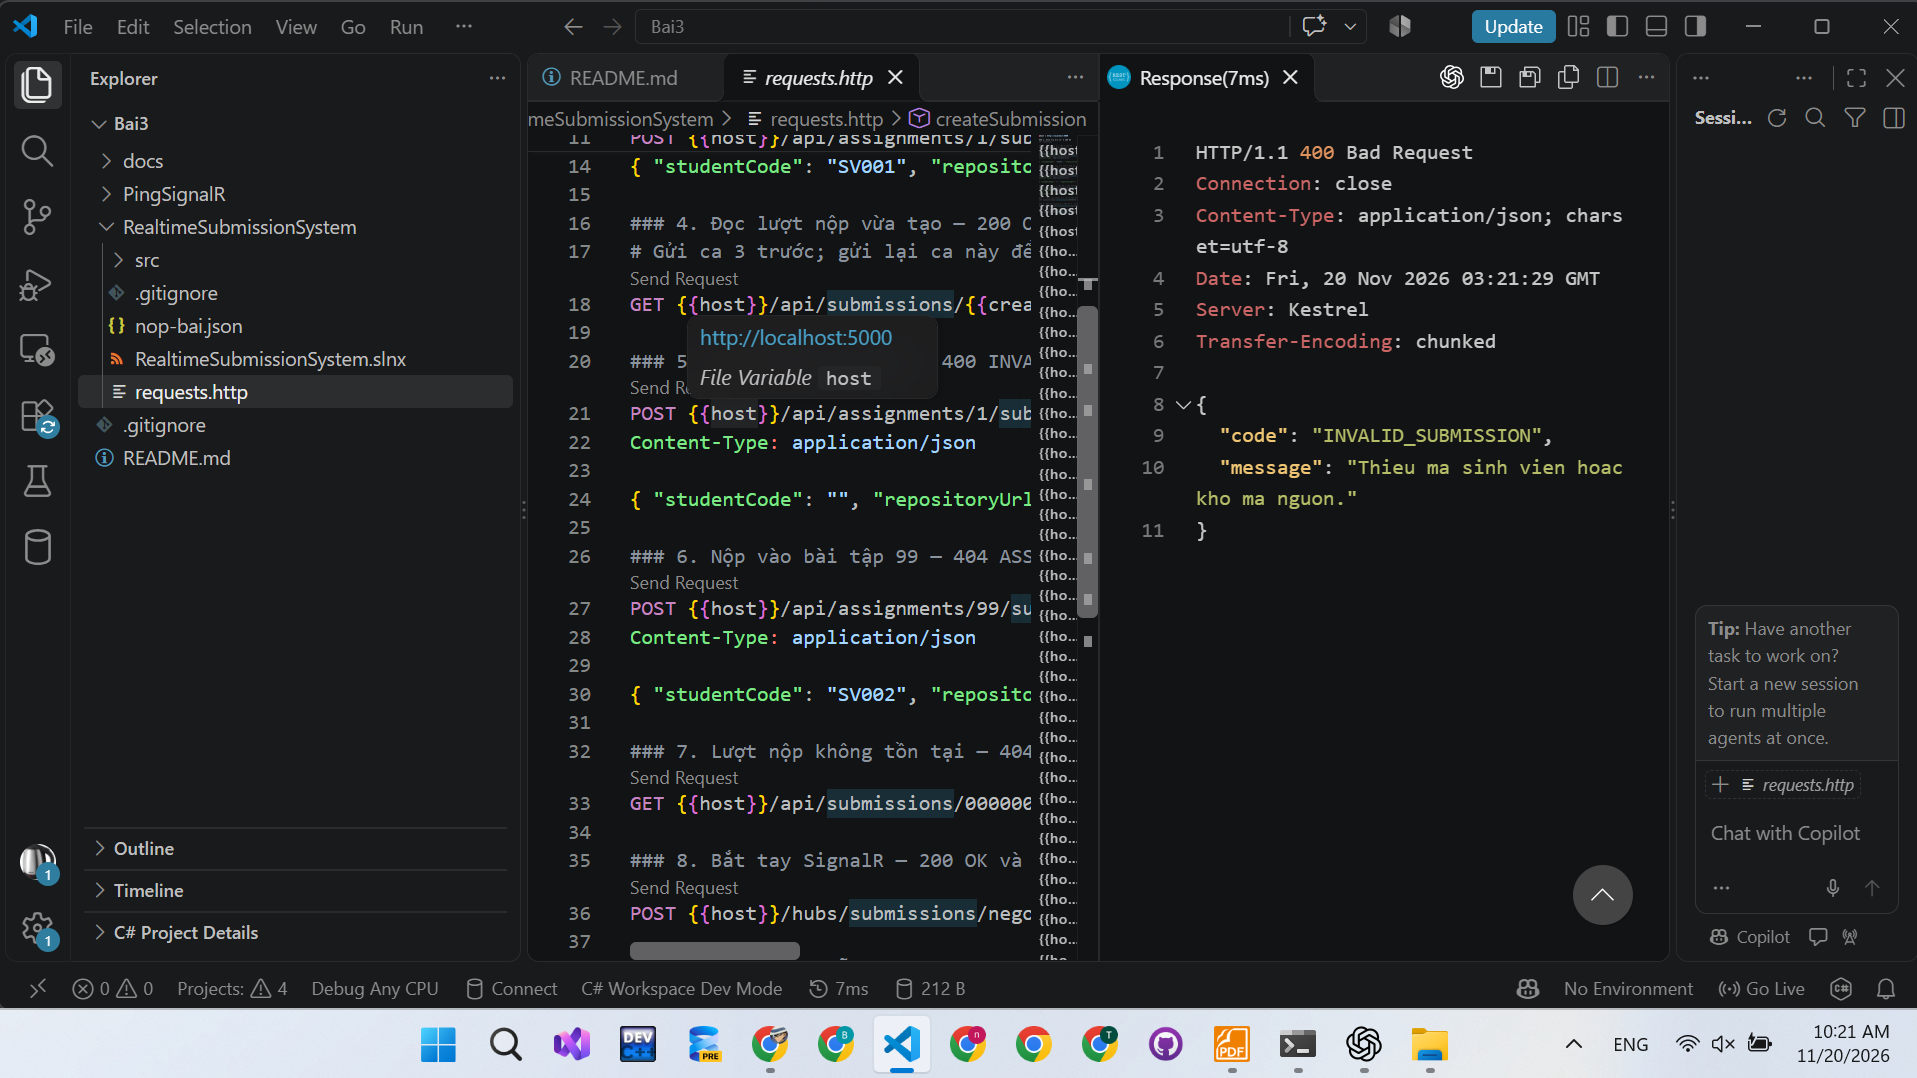 File Edit Selection View Go Run ···
Bai3
Update
Explorer
Bai3
docs
PingSignalR
RealtimeSubmissionSystem
src
.gitignore
nop-bai.json
RealtimeSubmissionSystem.slnx
requests.http
.gitignore
README.md
Outline
Timeline
C# Project Details
README.md
requests.http
meSubmissionSystem > requests.http > createSubmission
11 POST {{host}}/api/assignments/1/sub
14 { "studentCode": "SV001", "reposito
15
16 ### 4. Đọc lượt nộp vừa tạo — 200 O
17 # Gửi ca 3 trước; gửi lại ca này để
Send Request
18 GET {{host}}/api/submissions/{{crea
19
http://localhost:5000
File Variable host
20 ### 5 400 INVA
Send Re
21 POST {{host}}/api/assignments/1/sub
22 Content-Type: application/json
23
24 { "studentCode": "", "repositoryUrl
25
26 ### 6. Nộp vào bài tập 99 — 404 ASS
Send Request
27 POST {{host}}/api/assignments/99/su
28 Content-Type: application/json
29
30 { "studentCode": "SV002", "reposito
31
32 ### 7. Lượt nộp không tồn tại — 404
Send Request
33 GET {{host}}/api/submissions/000000
34
35 ### 8. Bắt tay SignalR — 200 OK và
Send Request
36 POST {{host}}/hubs/submissions/nego
37
Response(7ms)
1 HTTP/1.1 400 Bad Request
2 Connection: close
3 Content-Type: application/json; chars
et=utf-8
4 Date: Fri, 20 Nov 2026 03:21:29 GMT
5 Server: Kestrel
6 Transfer-Encoding: chunked
7
8 {
9 "code": "INVALID_SUBMISSION",
10 "message": "Thieu ma sinh vien hoac
kho ma nguon."
11 }
Sessi...
Tip: Have another
task to work on?
Start a new session
to run multiple
agents at once.
requests.http
Chat with Copilot
Copilot
0 0 Projects: 4 Debug Any CPU Connect C# Workspace Dev Mode 7ms 212 B No Environment Go Live
ENG
10:21 AM
11/20/2026